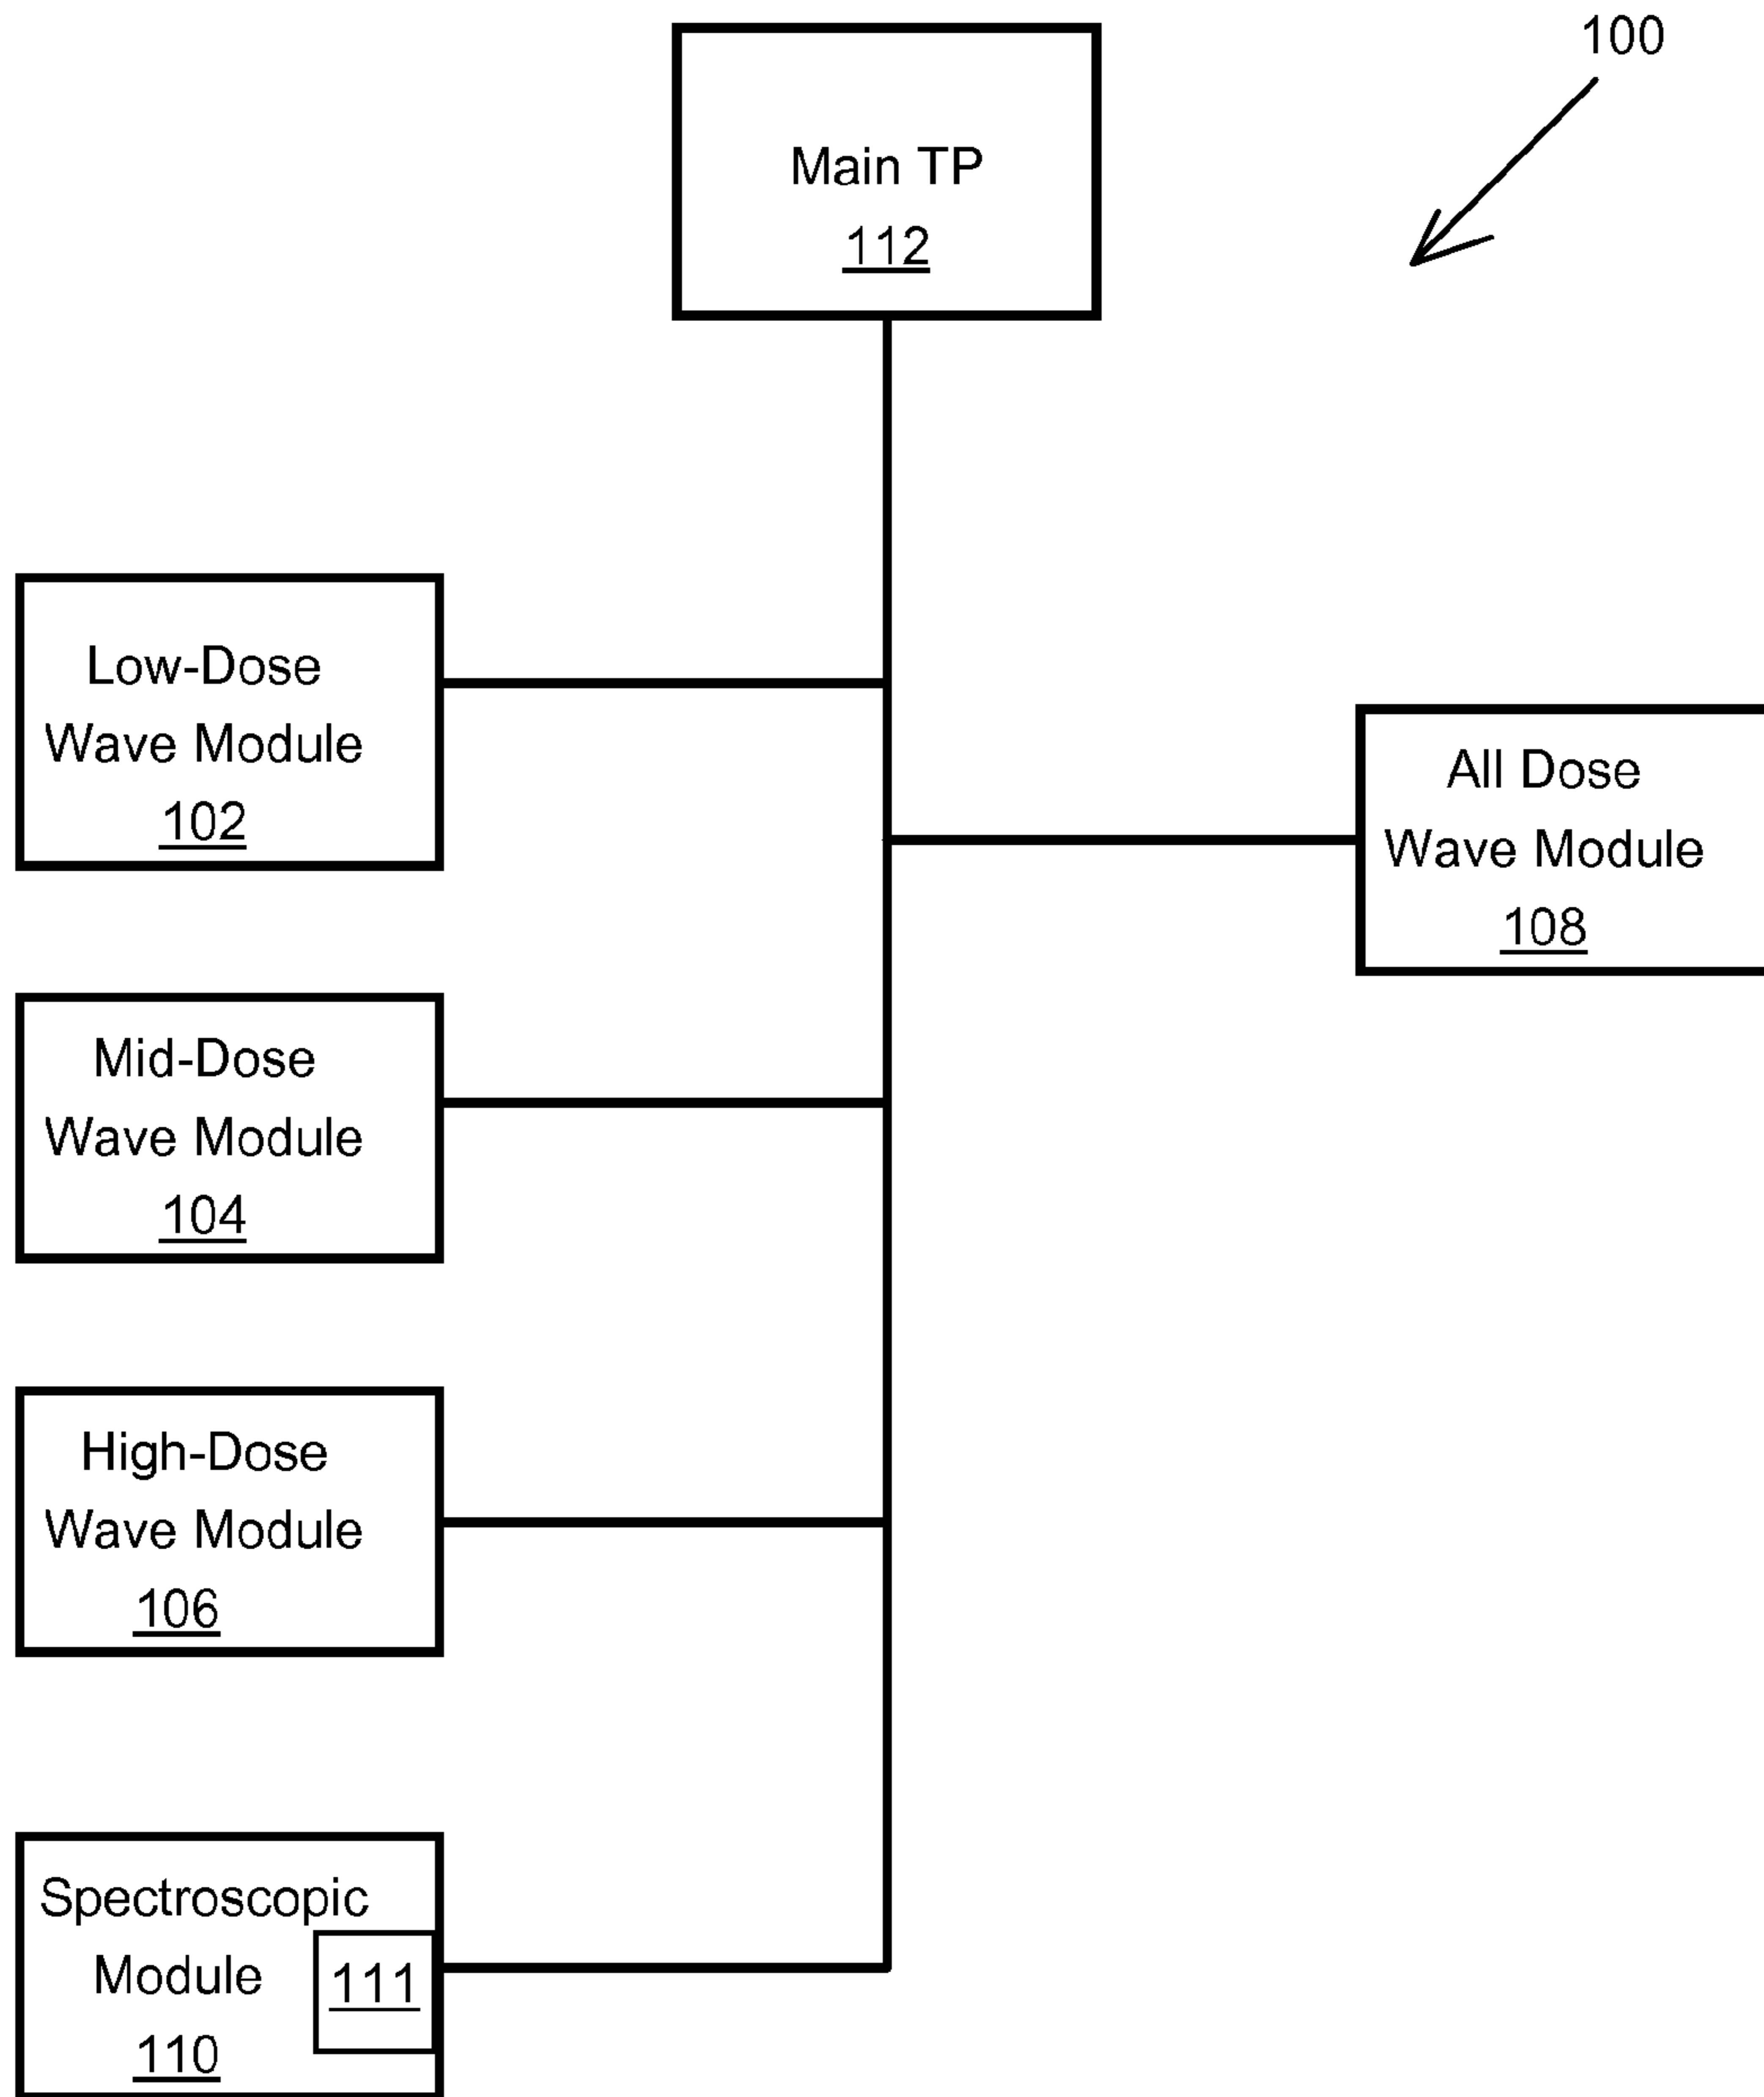 100
Main TP
112
Low-Dose
Wave Module
102
All Dose
Wave Module
108
Mid-Dose
Wave Module
104
High-Dose
Wave Module
106
Spectroscopic
Module
110
111